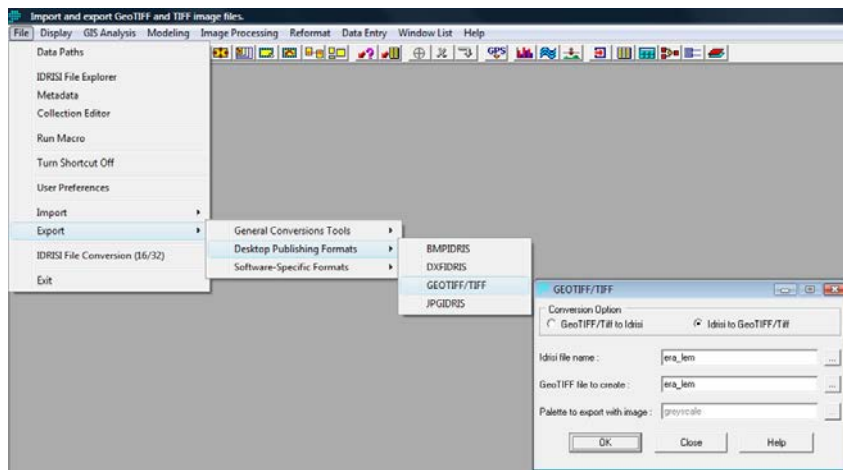 Import and export GeoTIFF and TIFF image files.
File Display GIS Analysis Modeling Image Processing Reformat Data Entry Window List Help
Data Paths
GPS
IDRISI File Explorer
Metadata
Collection Editor
Run Macro
Turn Shortcut Off
User Preferences
Import
Export
IDRISI File Conversion (16/32)
Exit
General Conversions Tools
Desktop Publishing Formats
Software-Specific Formats
BMPIDRIS
DXFIDRIS
GEOTIFF/TIFF
JPGIDRIS
GEOTIFF/TIFF
Conversion Option
GeoTIFF/Tiff to Idrisi
Idrisi to GeoTIFF/Tiff
Idrisi file name :
era_lem
...
GeoTIFF file to create :
era_lem
...
Palette to export with image :
greyscale
...
OK
Close
Help